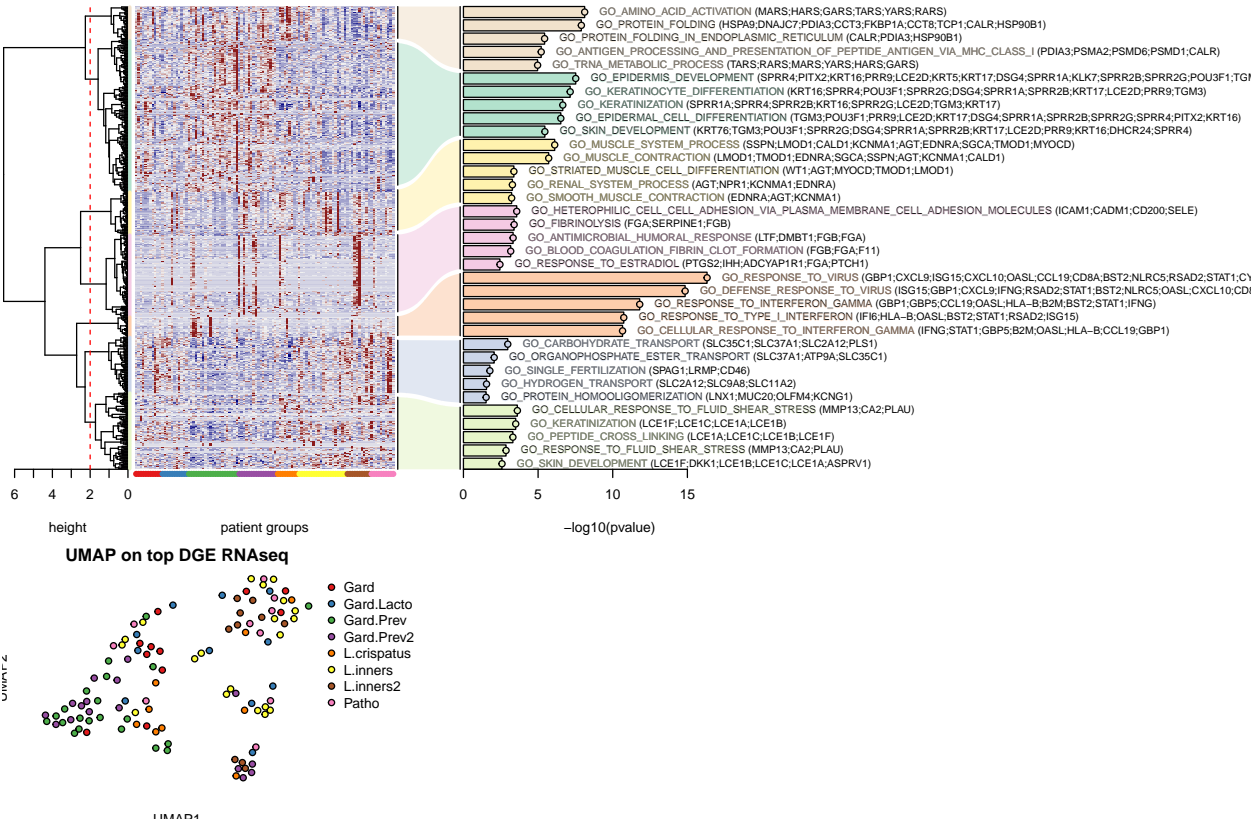 GO_AMINO_ACID_ACTIVATION (MARS;HARS;GARS;TARS;YARS;RARS)
GO_PROTEIN_FOLDING (HSPA9;DNAJC7;PDIA3;CCT3;FKBP1A;CCT8;TCP1;CALR;HSP90B1)
GO_PROTEIN_FOLDING_IN_ENDOPLASMIC_RETICULUM (CALR;PDIA3;HSP90B1)
GO_ANTIGEN_PROCESSING_AND_PRESENTATION_OF_PEPTIDE_ANTIGEN_VIA_MHC_CLASS_I (PDIA3;PSMA2;PSMD6;PSMD1;CALR)
GO_TRNA_METABOLIC_PROCESS (TARS;RARS;MARS;YARS;HARS;GARS)
GO_EPIDERMIS_DEVELOPMENT (SPRR4;PITX2;KRT16;PRR9;LCE2D;KRT5;KRT17;DSG4;SPRR1A;KLK7;SPRR2B;SPRR2G;POU3F1;TGM
GO_KERATINOCYTE_DIFFERENTIATION (KRT16;SPRR4;POU3F1;SPRR2G;DSG4;SPRR1A;SPRR2B;KRT17;LCE2D;PRR9;TGM3)
GO_KERATINIZATION (SPRR1A;SPRR4;SPRR2B;KRT16;SPRR2G;LCE2D;TGM3;KRT17)
GO_EPIDERMAL_CELL_DIFFERENTIATION (TGM3;POU3F1;PRR9;LCE2D;KRT17;DSG4;SPRR1A;SPRR2B;SPRR2G;SPRR4;PITX2;KRT16)
GO_SKIN_DEVELOPMENT (KRT76;TGM3;POU3F1;SPRR2G;DSG4;SPRR1A;SPRR2B;KRT17;LCE2D;PRR9;KRT16;DHCR24;SPRR4)
GO_MUSCLE_SYSTEM_PROCESS (SSPN;LMOD1;CALD1;KCNMA1;AGT;EDNRA;SGCA;TMOD1;MYOCD)
GO_MUSCLE_CONTRACTION (LMOD1;TMOD1;EDNRA;SGCA;SSPN;AGT;KCNMA1;CALD1)
GO_STRIATED_MUSCLE_CELL_DIFFERENTIATION (WT1;AGT;MYOCD;TMOD1;LMOD1)
GO_RENAL_SYSTEM_PROCESS (AGT;NPR1;KCNMA1;EDNRA)
GO_SMOOTH_MUSCLE_CONTRACTION (EDNRA;AGT;KCNMA1)
GO_HETEROPHILIC_CELL_CELL_ADHESION_VIA_PLASMA_MEMBRANE_CELL_ADHESION_MOLECULES (ICAM1;CADM1;CD200;SELE)
GO_FIBRINOLYSIS (FGA;SERPINE1;FGB)
GO_ANTIMICROBIAL_HUMORAL_RESPONSE (LTF;DMBT1;FGB;FGA)
GO_BLOOD_COAGULATION_FIBRIN_CLOT_FORMATION (FGB;FGA;F11)
GO_RESPONSE_TO_ESTRADIOL (PTGS2;IHH;ADCYAP1R1;FGA;PTCH1)
GO_RESPONSE_TO_VIRUS (GBP1;CXCL9;ISG15;CXCL10;OASL;CCL19;CD8A;BST2;NLRC5;RSAD2;STAT1;CY
GO_DEFENSE_RESPONSE_TO_VIRUS (ISG15;GBP1;CXCL9;IFNG;RSAD2;STAT1;BST2;NLRC5;OASL;CXCL10;CD8
GO_RESPONSE_TO_INTERFERON_GAMMA (GBP1;GBP5;CCL19;OASL;HLA−B;B2M;BST2;STAT1;IFNG)
GO_RESPONSE_TO_TYPE_I_INTERFERON (IFI6;HLA−B;OASL;BST2;STAT1;RSAD2;ISG15)
GO_CELLULAR_RESPONSE_TO_INTERFERON_GAMMA (IFNG;STAT1;GBP5;B2M;OASL;HLA−B;CCL19;GBP1)
GO_CARBOHYDRATE_TRANSPORT (SLC35C1;SLC37A1;SLC2A12;PLS1)
GO_ORGANOPHOSPHATE_ESTER_TRANSPORT (SLC37A1;ATP9A;SLC35C1)
GO_SINGLE_FERTILIZATION (SPAG1;LRMP;CD46)
GO_HYDROGEN_TRANSPORT (SLC2A12;SLC9A8;SLC11A2)
GO_PROTEIN_HOMOOLIGOMERIZATION (LNX1;MUC20;OLFM4;KCNG1)
GO_CELLULAR_RESPONSE_TO_FLUID_SHEAR_STRESS (MMP13;CA2;PLAU)
GO_KERATINIZATION (LCE1F;LCE1C;LCE1A;LCE1B)
GO_PEPTIDE_CROSS_LINKING (LCE1A;LCE1C;LCE1B;LCE1F)
GO_RESPONSE_TO_FLUID_SHEAR_STRESS (MMP13;CA2;PLAU)
GO_SKIN_DEVELOPMENT (LCE1F;DKK1;LCE1B;LCE1C;LCE1A;ASPRV1)
6 4 2 0 0 5 10 15
height patient groups −log10(pvalue)
UMAP on top DGE RNAseq
Gard
Gard.Lacto
Gard.Prev
Gard.Prev2
L.crispatus
L.inners
L.inners2
Patho
UMAP2
UMAP1